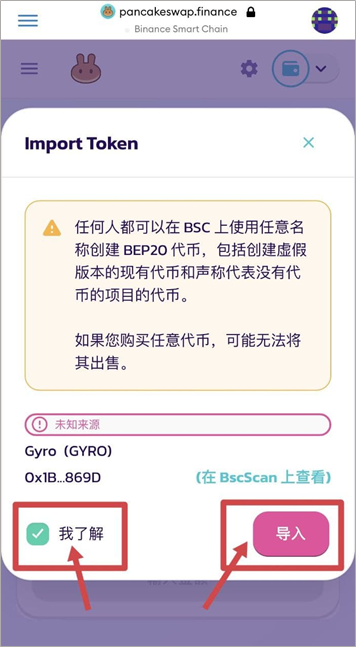 pancakeswap.finance
Binance Smart Chain
Import Token
任何人都可以在 BSC 上使用任意名
称创建 BEP20 代币，包括创建虚假
版本的现有代币和声称代表没有代
币的项目的代币。
如果您购买任意代币，可能无法将
其出售。
未知来源
Gyro (GYRO)
0x1B...869D
(在 BscScan 上查看)
我了解
导入